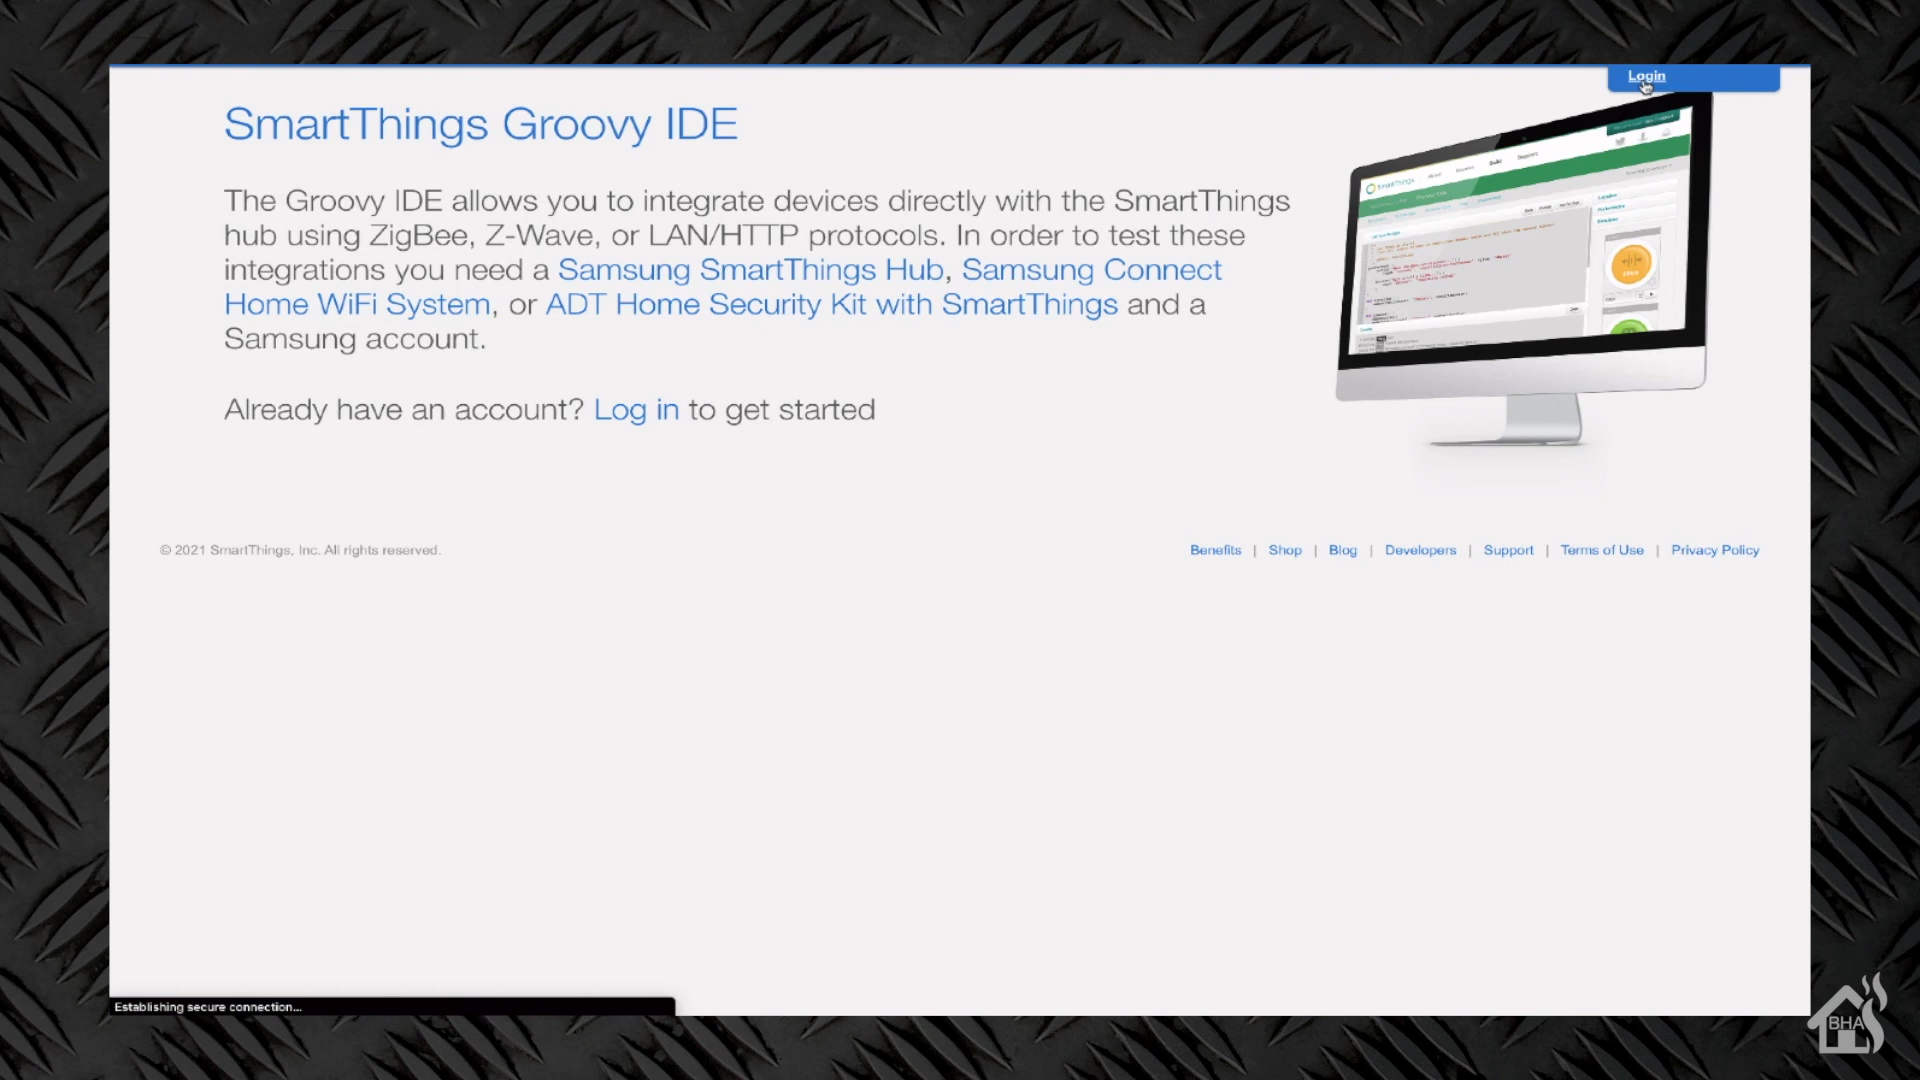 Login
SmartThings Groovy IDE
The Groovy IDE allows you to integrate devices directly with the SmartThings
hub using ZigBee, Z-Wave, or LAN/HTTP protocols. In order to test these
integrations you need a Samsung SmartThings Hub, Samsung Connect
Home WiFi System, or ADT Home Security Kit with SmartThings and a
Samsung account.
Already have an account? Log in to get started
SmartThings
© 2021 SmartThings, Inc. All rights reserved.
Benefits | Shop | Blog | Developers | Support | Terms of Use | Privacy Policy
Establishing secure connection...
BHA